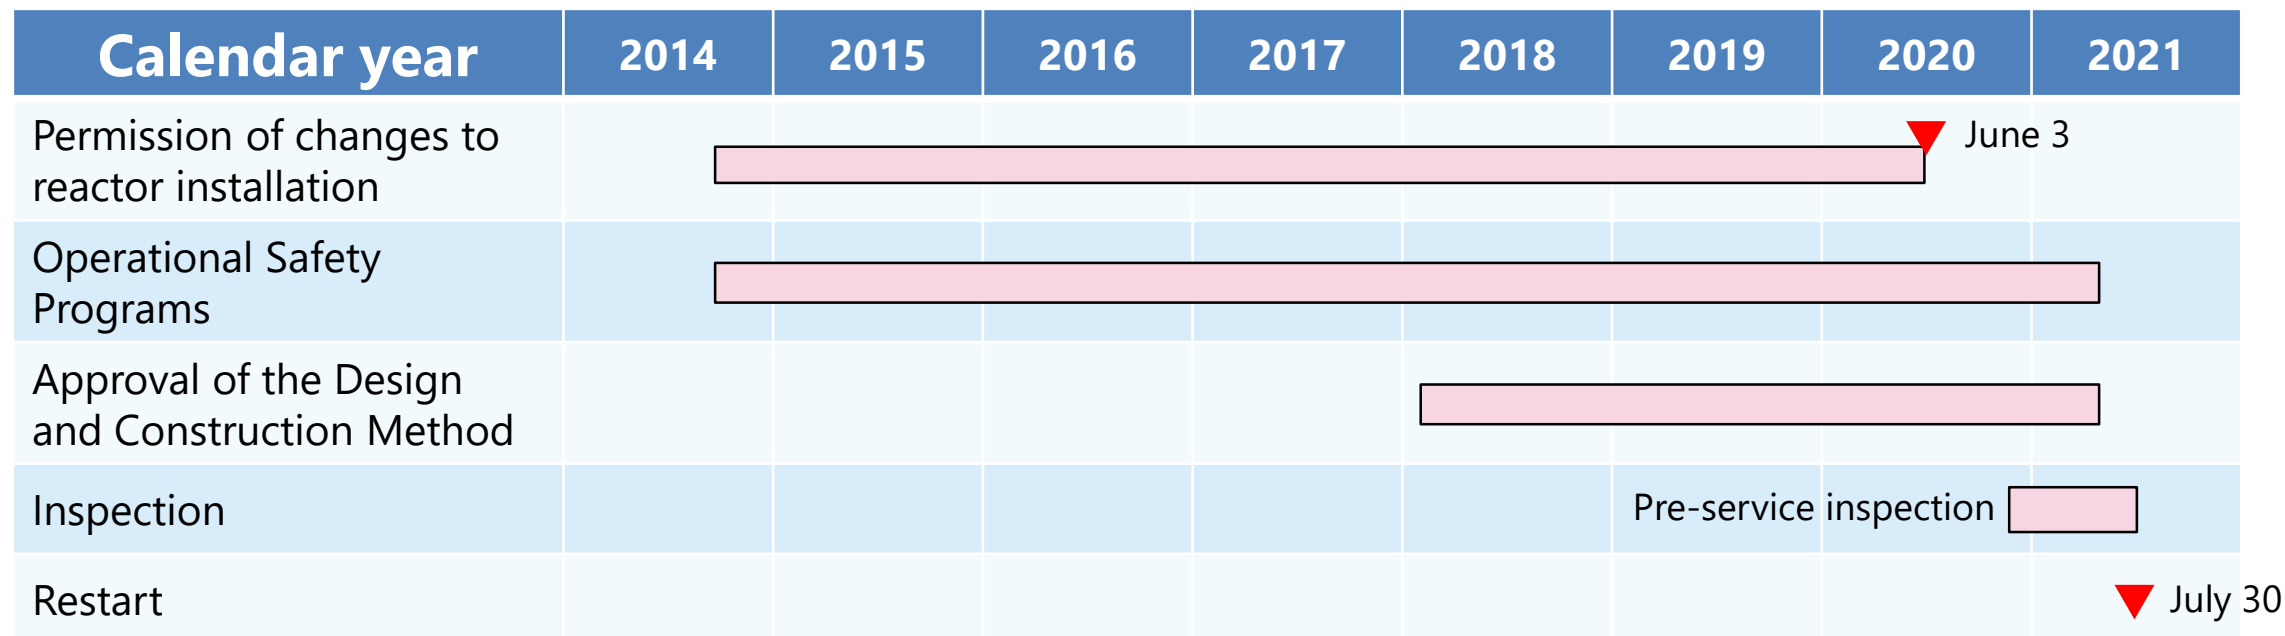 Calendar year 2014 2015 2016 2017 2018 2019 2020 2021
Permission of changes to
reactor installation
June 3
Operational Safety
Programs
Approval of the Design
and Construction Method
Inspection
Pre-service inspection
Restart
July 30